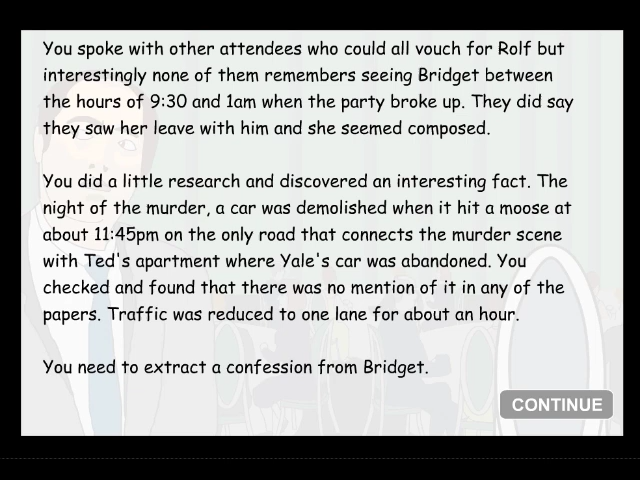 You spoke with other attendees who could all vouch for Rolf but
interestingly none of them remembers seeing Bridget between
the hours of 9:30 and 1am when the party broke up. They did say
they saw her leave with him and she seemed composed.
You did a little research and discovered an interesting fact. The
night of the murder, a car was demolished when it hit a moose at
about 11:45pm on the only road that connects the murder scene
with Ted's apartment where Yale's car was abandoned. You
checked and found that there was no mention of it in any of the
papers. Traffic was reduced to one lane for about an hour.
You need to extract a confession from Bridget.
CONTINUE